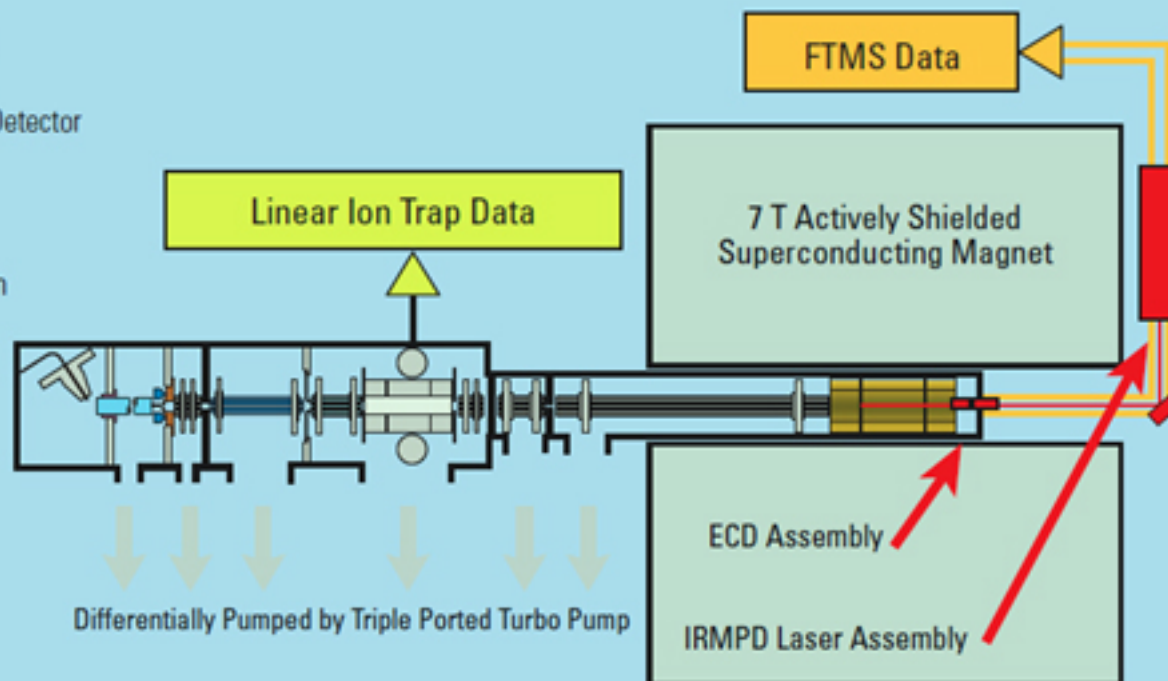 FTMS Data
Detector
Linear Ion Trap Data
7 T Actively Shielded
Superconducting Magnet
ECD Assembly
Differentially Pumped by Triple Ported Turbo Pump
IRMPD Laser Assembly